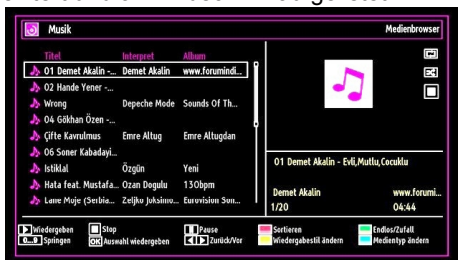 Musik Medienbrowser
Titel Interpret Album
01 Demet Akalin -... Demet Akalin www.forumindi...
02 Hande Yener -...
Wrong Depeche Mode Sounds Of Th...
04 Gökhan Özen -...
Çifte Kavrulmus Emre Altug Emre Altugdan
06 Soner Kabadayi...
Istiklal Özgün Yeni
Hata feat. Mustafa... Ozan Dogulu 130bpm
Lane Moje (Serbia... Zeljko Joksimo... Eurovision Son...
01 Demet Akalin - Evli,Mutlu,Cocuklu
Demet Akalin www.forumi...
1/20 04:44
Wiedergeben Stop Pause Sortieren Endlos/Zufall
0...9 Springen OK Auswahl wiedergeben Zurück/Vor Wiedergabestil ändern Medientyp ändern